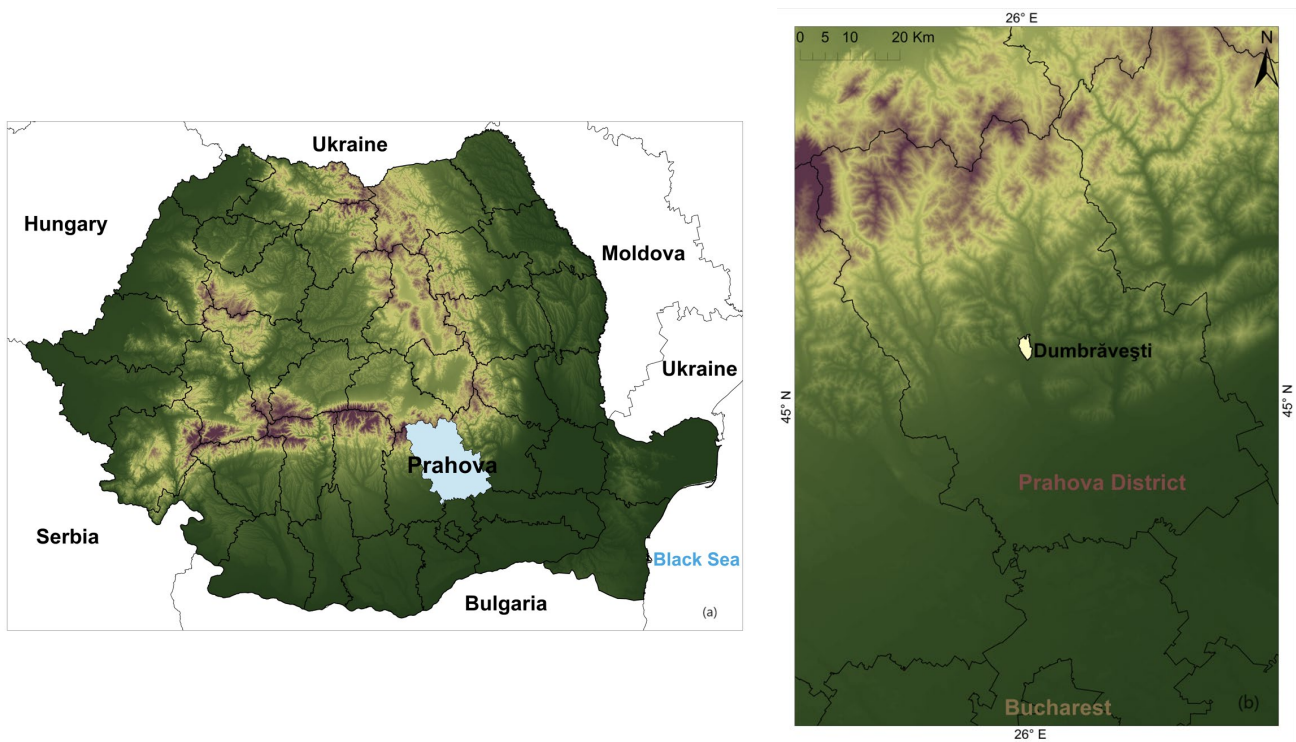 Ukraine
Hungary
Moldova
Ukraine
Prahova
Serbia
Black Sea
Bulgaria
(a)
26° E
0 5 10 20 Km
N
Dumbrăveşti
45° N
45° N
Prahova District
Bucharest
(b)
26° E